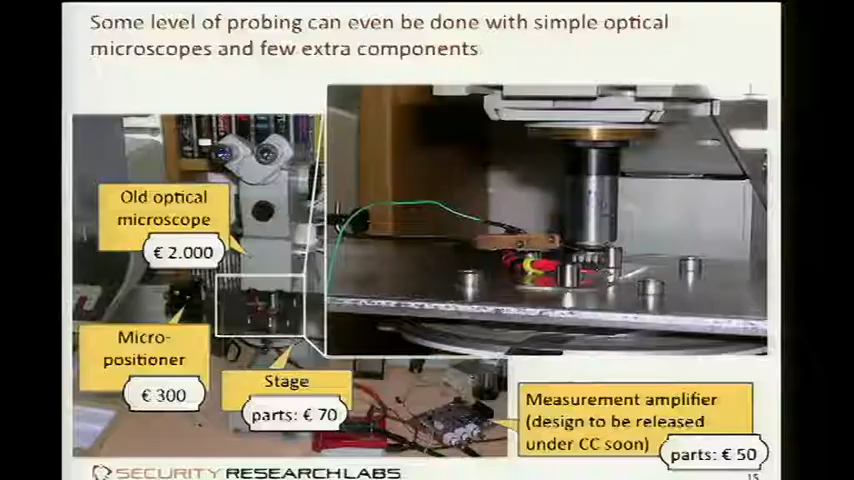 Some level of probing can even be done with simple optical
microscopes and few extra components
Old optical
microscope
€ 2.000
Micro-
positioner
€ 300
Stage
parts: € 70
Measurement amplifier
(design to be released
under CC soon)
parts: € 50
SECURITY RESEARCH LABS
15